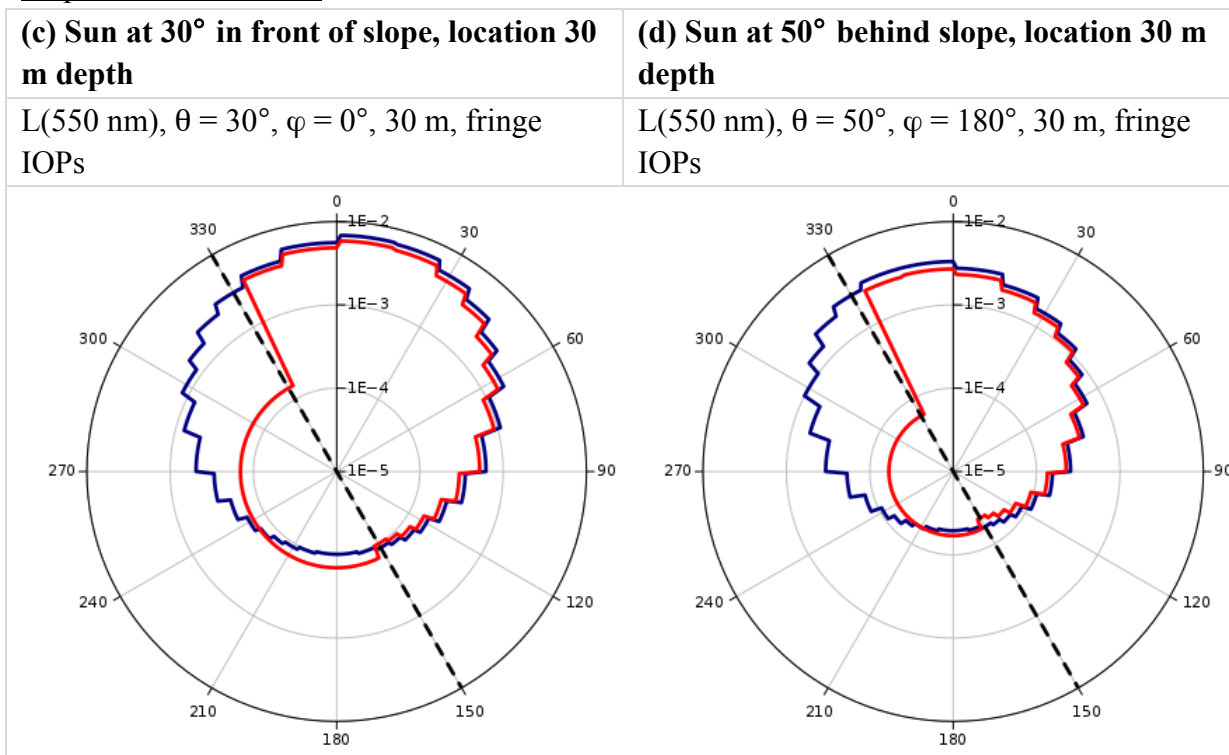 (c) Sun at 30° in front of slope, location 30
m depth
(d) Sun at 50° behind slope, location 30 m
depth
L(550 nm), θ = 30°, φ = 0°, 30 m, fringe
IOPs
L(550 nm), θ = 50°, φ = 180°, 30 m, fringe
IOPs
0
330
1E−2
30
1E−3
300
60
1E−4
270
1E−5
90
240
120
210
150
180
0
330
1E−2
30
1E−3
300
60
1E−4
270
1E−5
90
240
120
210
150
180